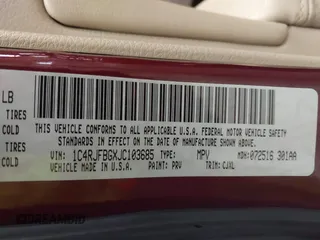 LB
TIRES
COLD
TIRES
COLD
THIS VEHICLE CONFORMS TO ALL APPLICABLE U.S.A. FEDERAL MOTOR VEHICLE SAFETY
STANDARDS IN EFFECT ON THE DATE OF MANUFACTURE SHOWN ABOVE.
VIN: 1C4RJFBGXJC103685 TYPE: MPV MDH: 072516 301AA
VEHICLE MADE IN U.S.A. PAINT: PRV TRIM: CJXL
DREAMBID